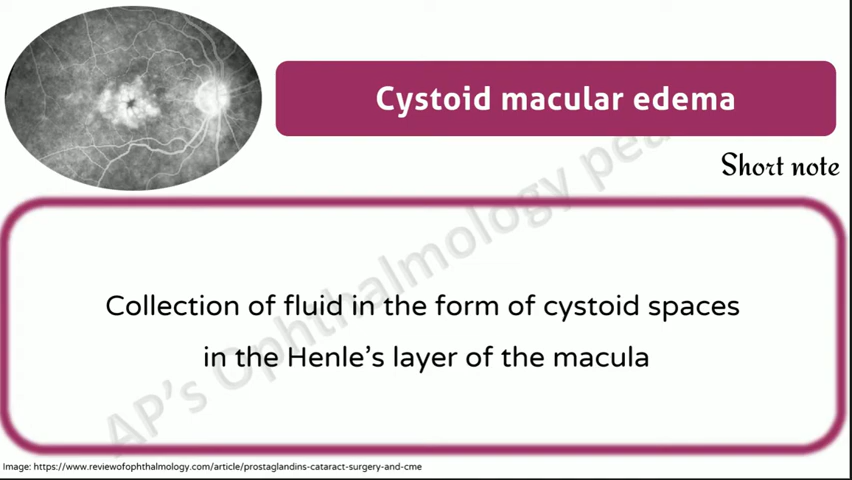 Cystoid macular edema
Short note
Collection of fluid in the form of cystoid spaces
in the Henle's layer of the macula
AP's Ophthalmology pea
Image: https://www.reviewofophthalmology.com/article/prostaglandins-cataract-surgery-and-cme